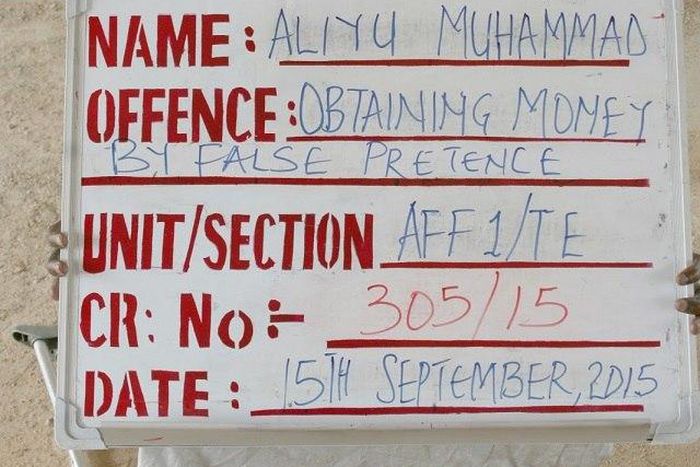 NAME: ALIYU MUHAMMAD
OFFENCE: OBTAINING MONEY
BY FALSE PRETENCE
UNIT/SECTION AFF 1/TE
CR: No:- 305/15
DATE: 15TH SEPTEMBER, 2015